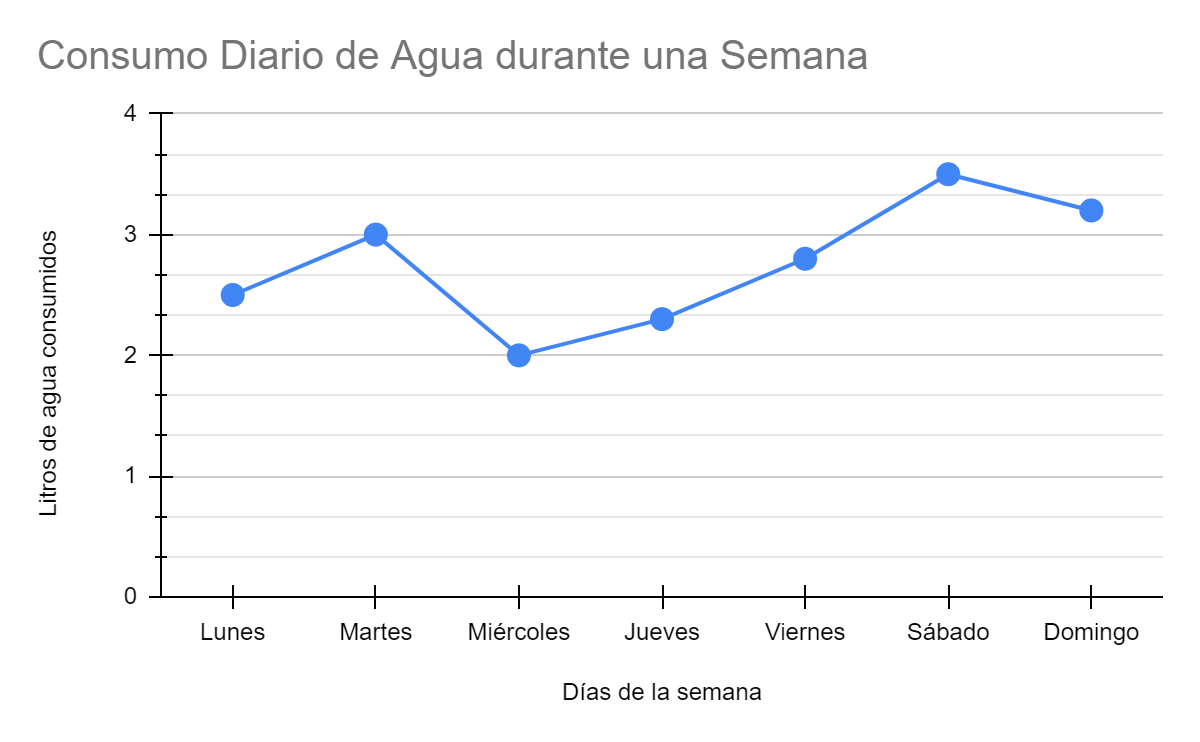 Consumo Diario de Agua durante una Semana
Litros de agua consumidos
4
3
2
1
0
Lunes Martes Miércoles Jueves Viernes Sábado Domingo
Días de la semana